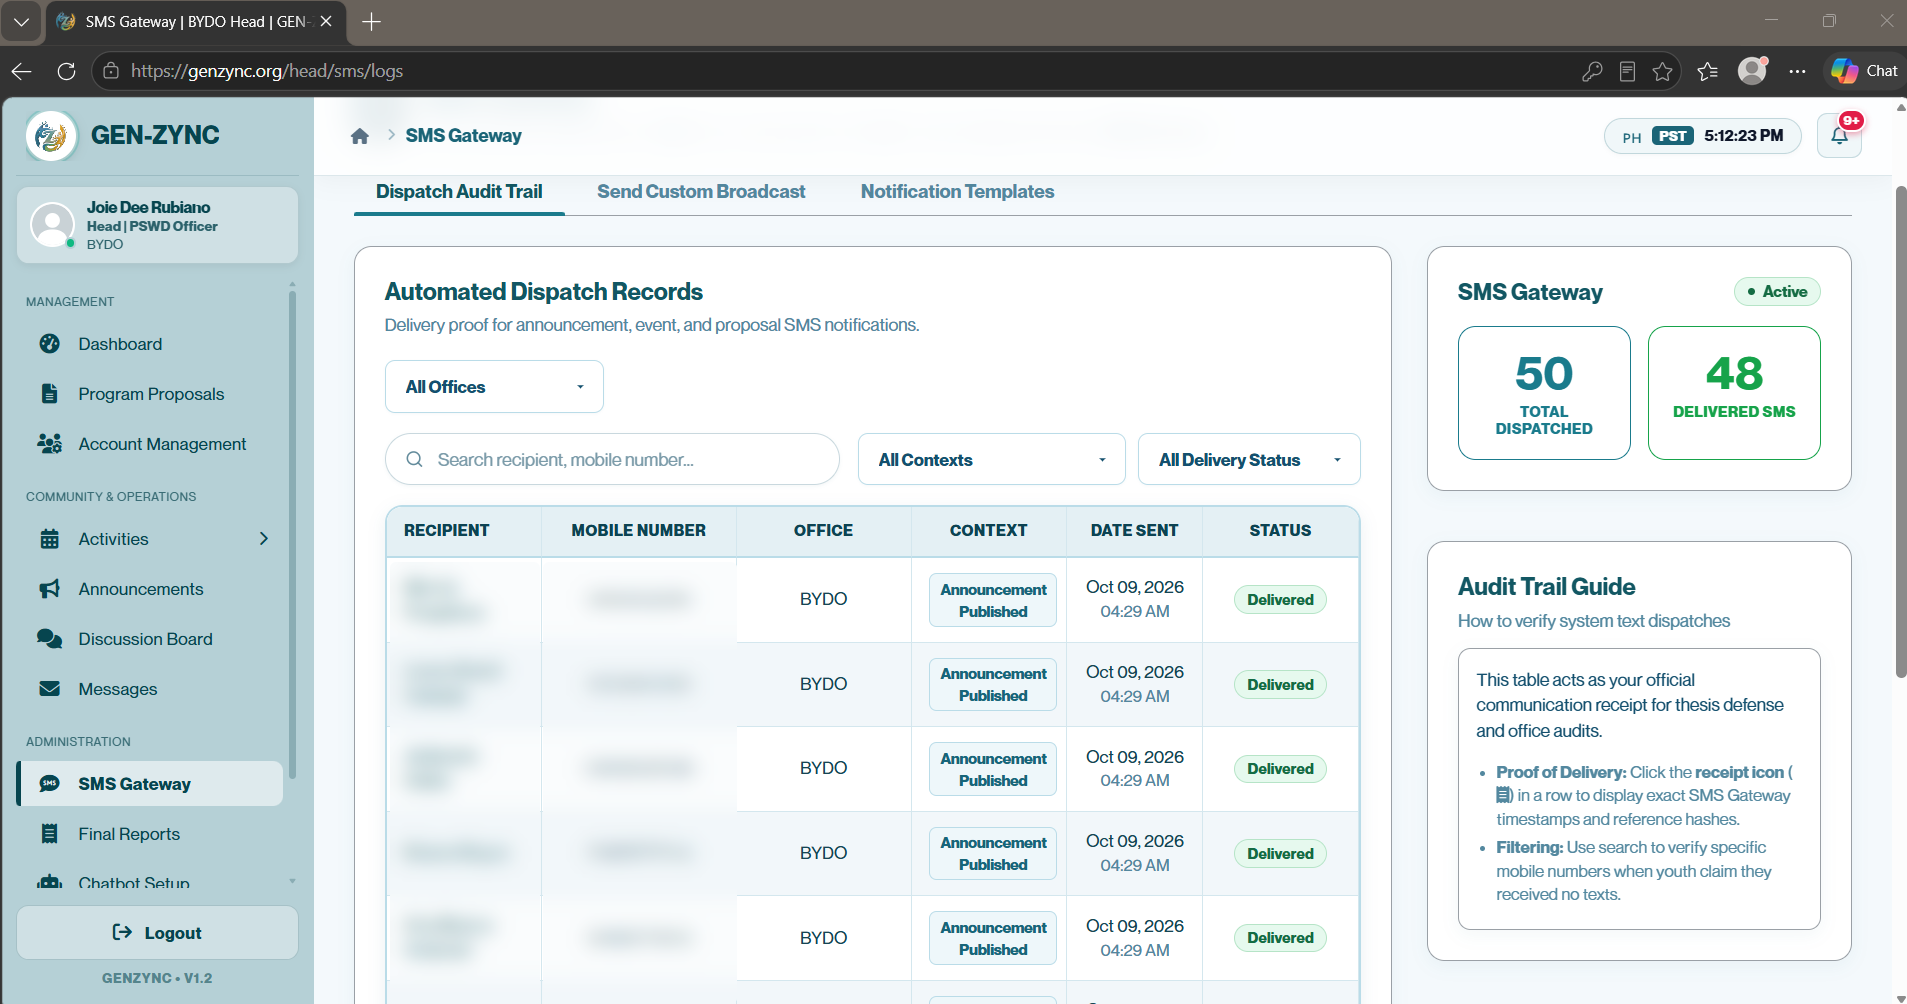 SMS Gateway | BYDO Head | GEN-
https://genzync.org/head/sms/logs
Chat
GEN-ZYNC
Joie Dee Rubiano
Head | PSWD Officer
BYDO
MANAGEMENT
Dashboard
Program Proposals
Account Management
COMMUNITY & OPERATIONS
Activities
Announcements
Discussion Board
Messages
ADMINISTRATION
SMS
SMS Gateway
Final Reports
Chatbot Setup
Logout
GENZYNC • V1.2
SMS Gateway
PH PST 5:12:23 PM
9+
Dispatch Audit Trail
Send Custom Broadcast
Notification Templates
Automated Dispatch Records
Delivery proof for announcement, event, and proposal SMS notifications.
All Offices
Search recipient, mobile number...
All Contexts
All Delivery Status
RECIPIENT MOBILE NUMBER OFFICE CONTEXT DATE SENT STATUS
BYDO
Announcement
Published
Oct 09, 2026
04:29 AM
Delivered
BYDO
Announcement
Published
Oct 09, 2026
04:29 AM
Delivered
BYDO
Announcement
Published
Oct 09, 2026
04:29 AM
Delivered
BYDO
Announcement
Published
Oct 09, 2026
04:29 AM
Delivered
BYDO
Announcement
Published
Oct 09, 2026
04:29 AM
Delivered
SMS Gateway
• Active
50
TOTAL
DISPATCHED
48
DELIVERED SMS
Audit Trail Guide
How to verify system text dispatches
This table acts as your official
communication receipt for thesis defense
and office audits.
• Proof of Delivery: Click the receipt icon (
) in a row to display exact SMS Gateway
timestamps and reference hashes.
• Filtering: Use search to verify specific
mobile numbers when youth claim they
received no texts.